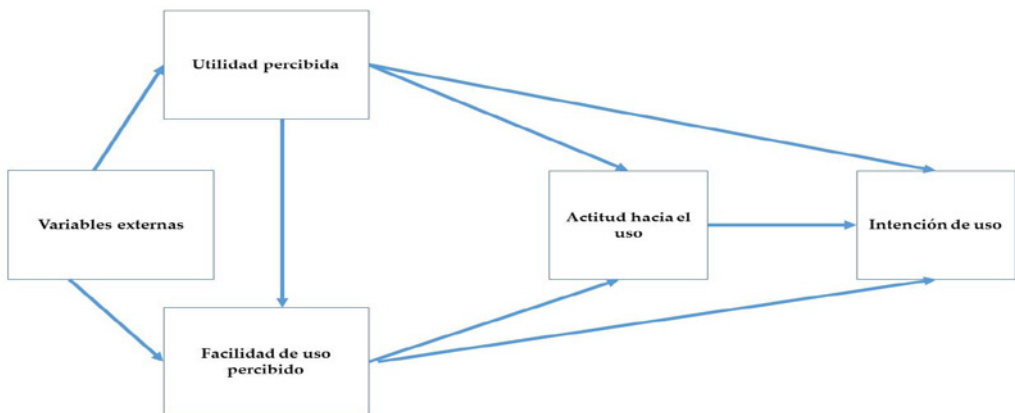 Utilidad percibida
Variables externas
Actitud hacia el
uso
Intención de uso
Facilidad de uso
percibido